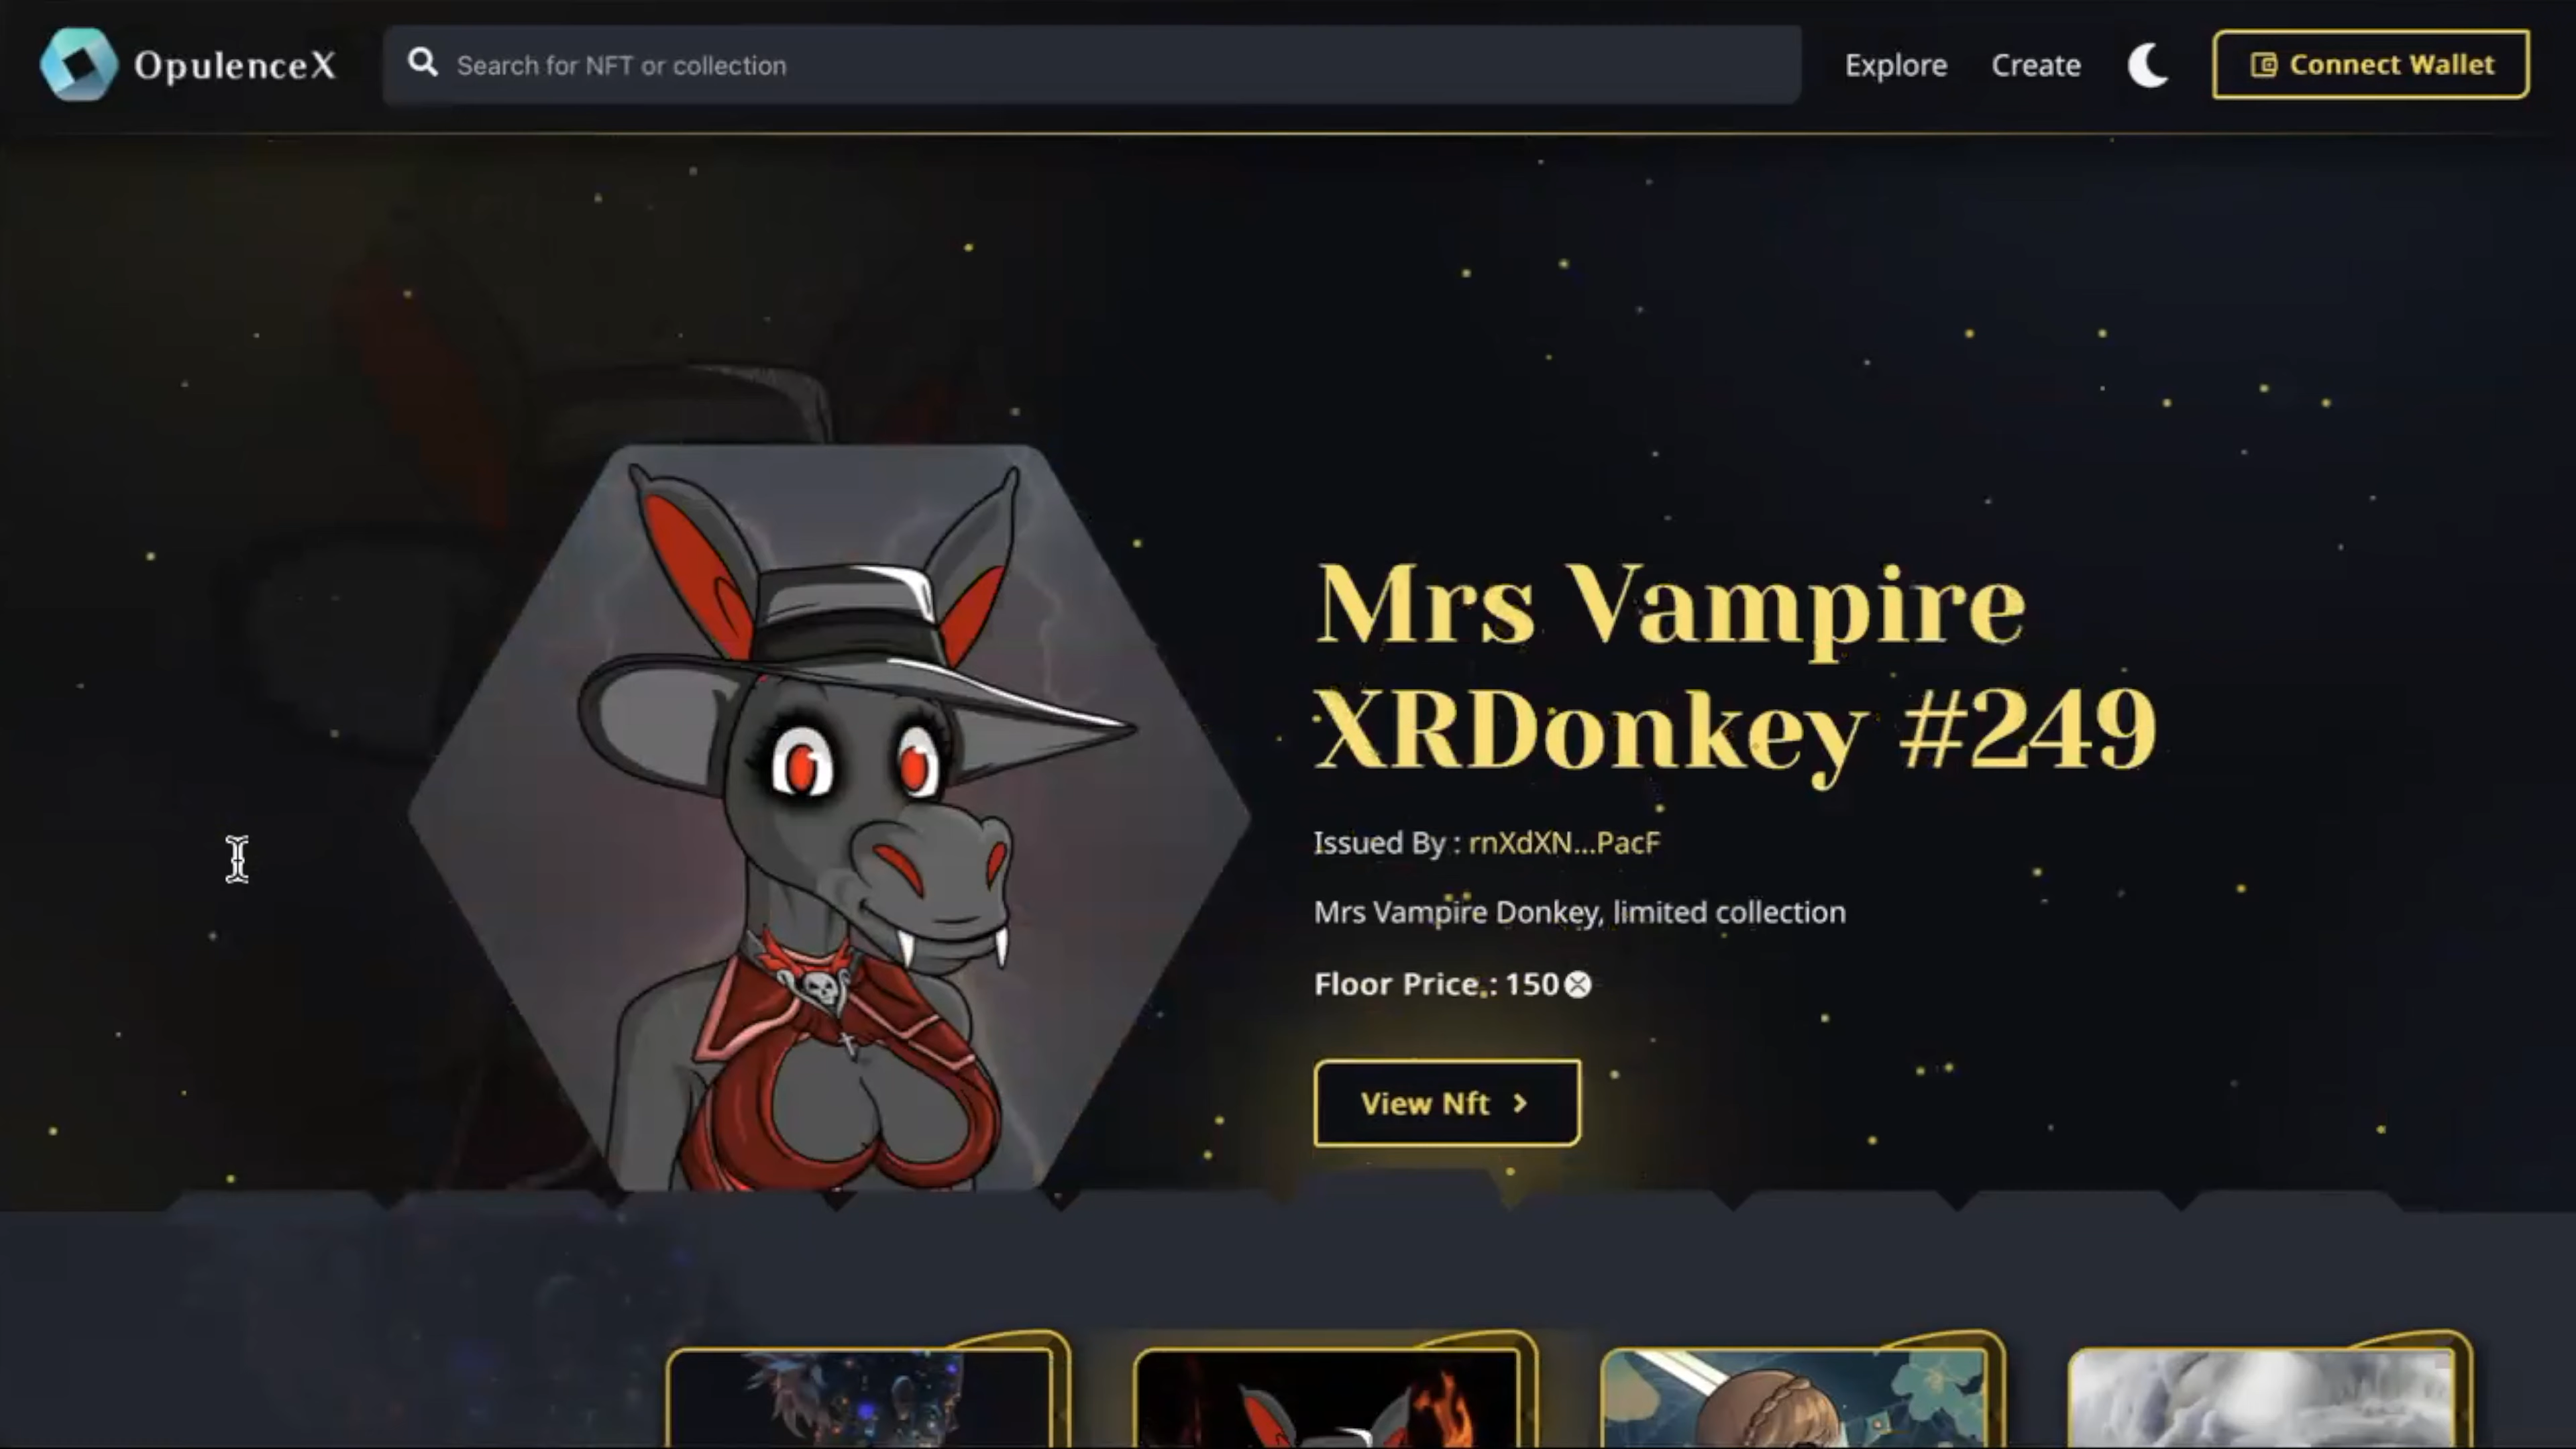 OpulenceX
Search for NFT or collection
Explore
Create
Connect Wallet
Mrs Vampire
XRDonkey #249
Issued By : rnXdXN...PacF
Mrs Vampire Donkey, limited collection
Floor Price : 150
View Nft